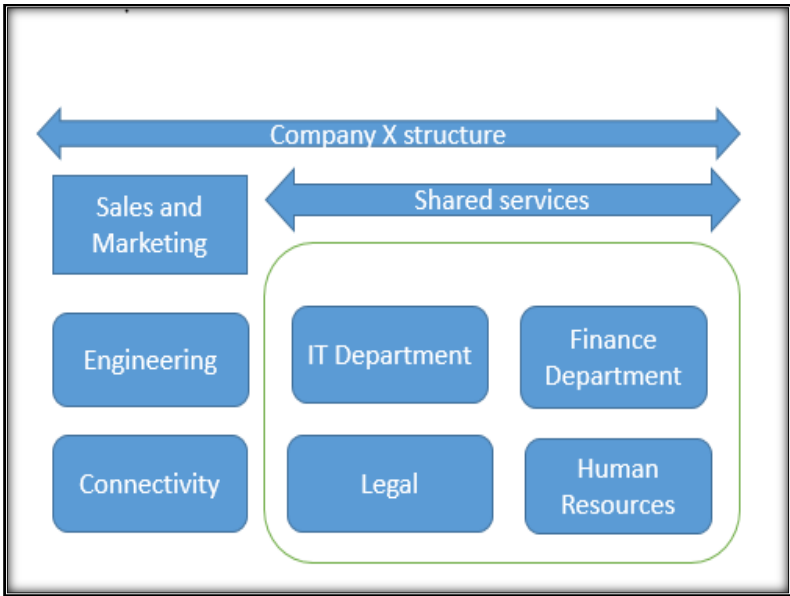 Company X structure
Shared services
Sales and
Marketing
Engineering
IT Department
Finance
Department
Connectivity
Legal
Human
Resources